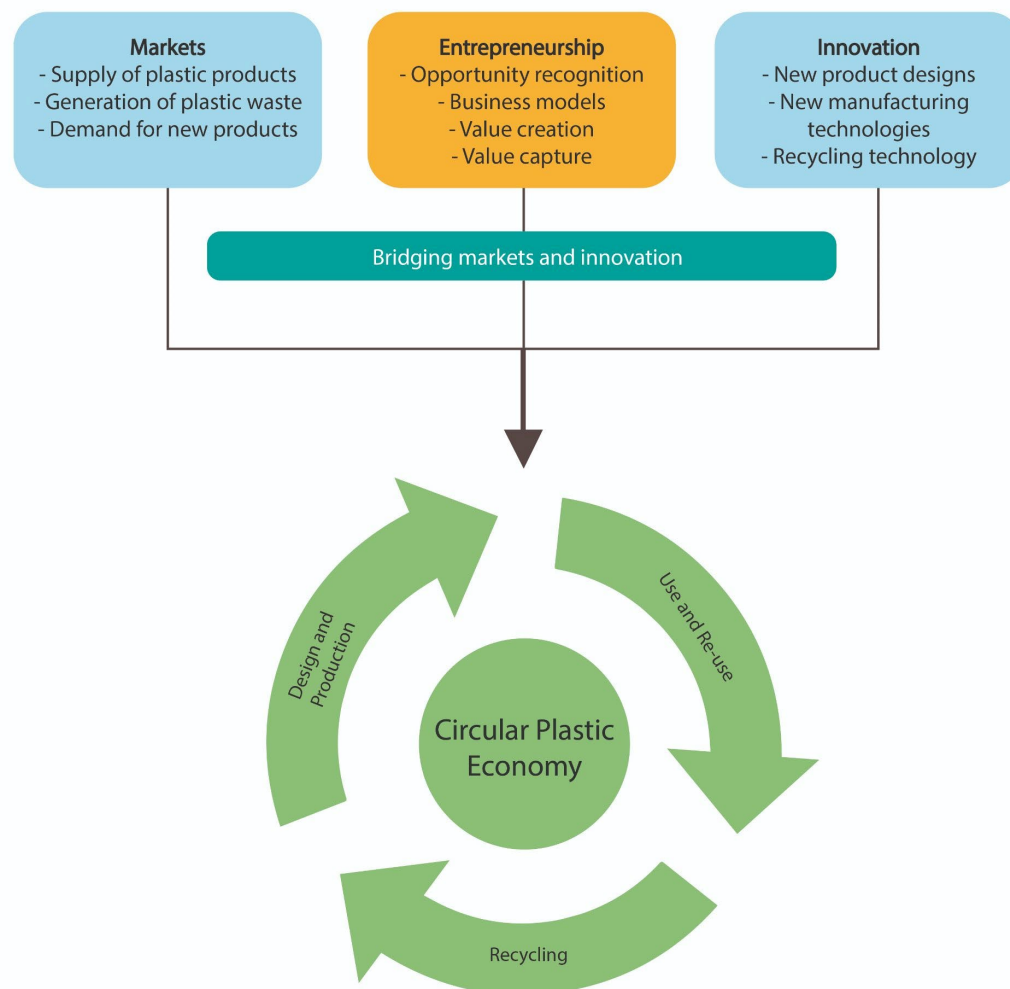 Markets
- Supply of plastic products
- Generation of plastic waste
- Demand for new products
Entrepreneurship
- Opportunity recognition
- Business models
- Value creation
- Value capture
Innovation
- New product designs
- New manufacturing
technologies
- Recycling technology
Bridging markets and innovation
Design and
Production
Use and Re-use
Circular Plastic
Economy
Recycling